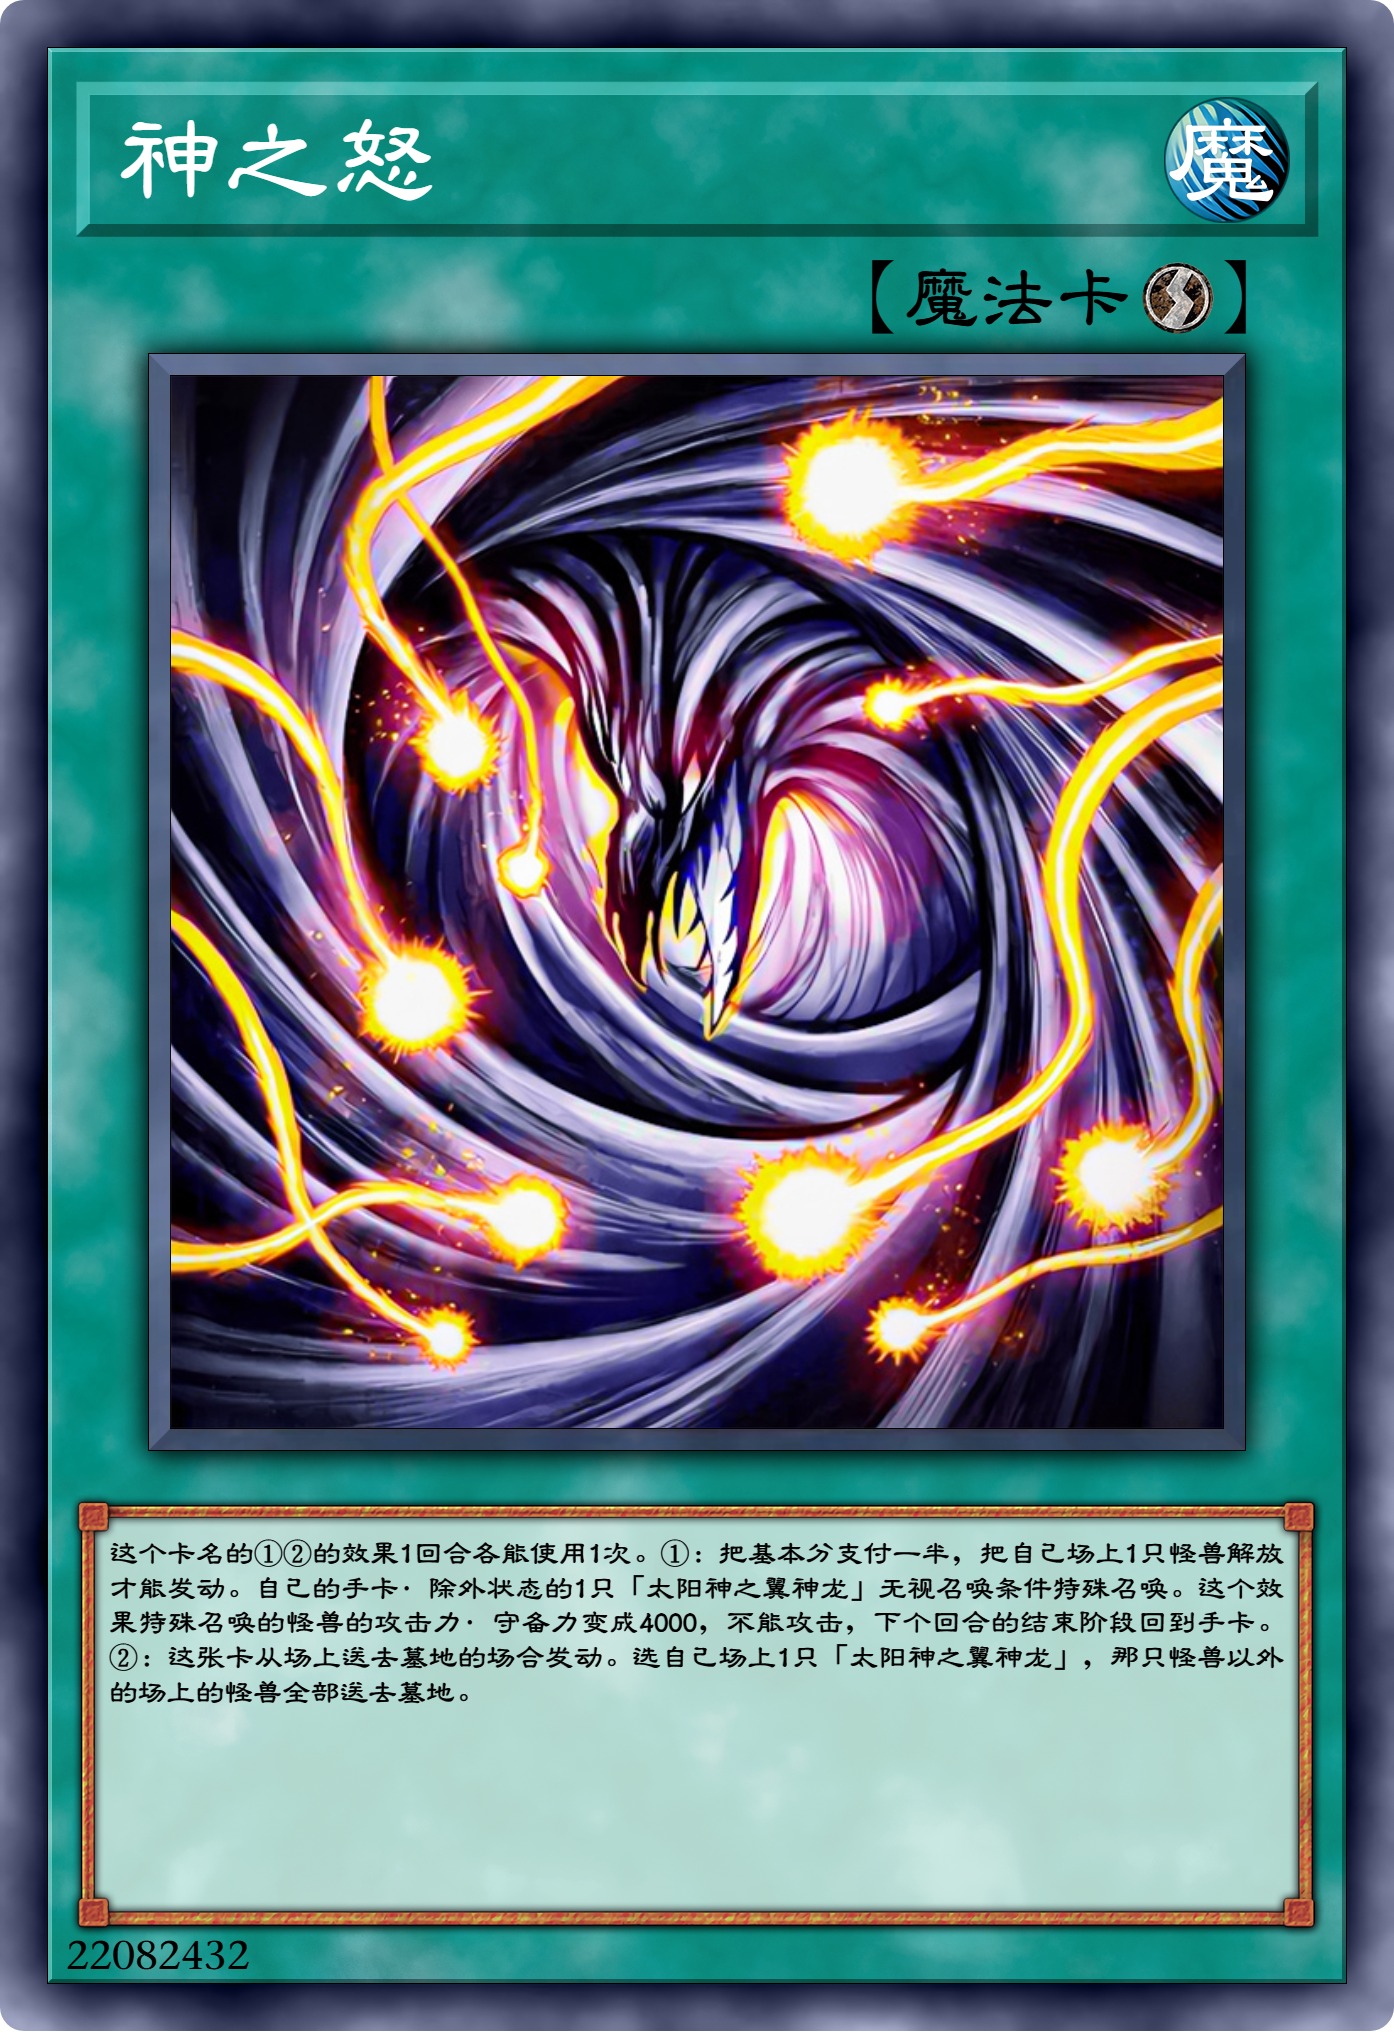 神之怒
魔
【魔法卡】
这个卡名的①②的效果1回合各能使用1次。①：把基本分支付一半，把自己场上1只怪兽解放
才能发动。自己的手卡·除外状态的1只「太阳神之翼神龙」无视召唤条件特殊召唤。这个效
果特殊召唤的怪兽的攻击力·守备力变成4000，不能攻击，下个回合的结束阶段回到手卡。
②：这张卡从场上送去墓地的场合发动。选自己场上1只「太阳神之翼神龙」，那只怪兽以外
的场上的怪兽全部送去墓地。
22082432